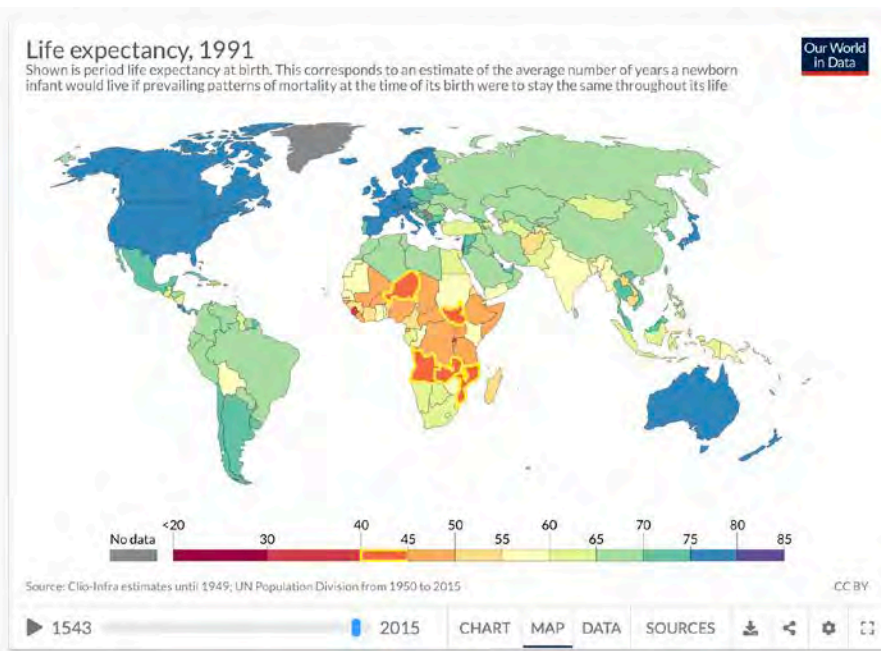 Life expectancy, 1991
Shown is period life expectancy at birth. This corresponds to an estimate of the average number of years a newborn
infant would live if prevailing patterns of mortality at the time of its birth were to stay the same throughout its life
Our World
in Data
No data
<20
30
40
45
50
55
60
65
70
75
80
85
Source: Clio-Infra estimates until 1949; UN Population Division from 1950 to 2015
CC BY
1543
2015
CHART
MAP
DATA
SOURCES